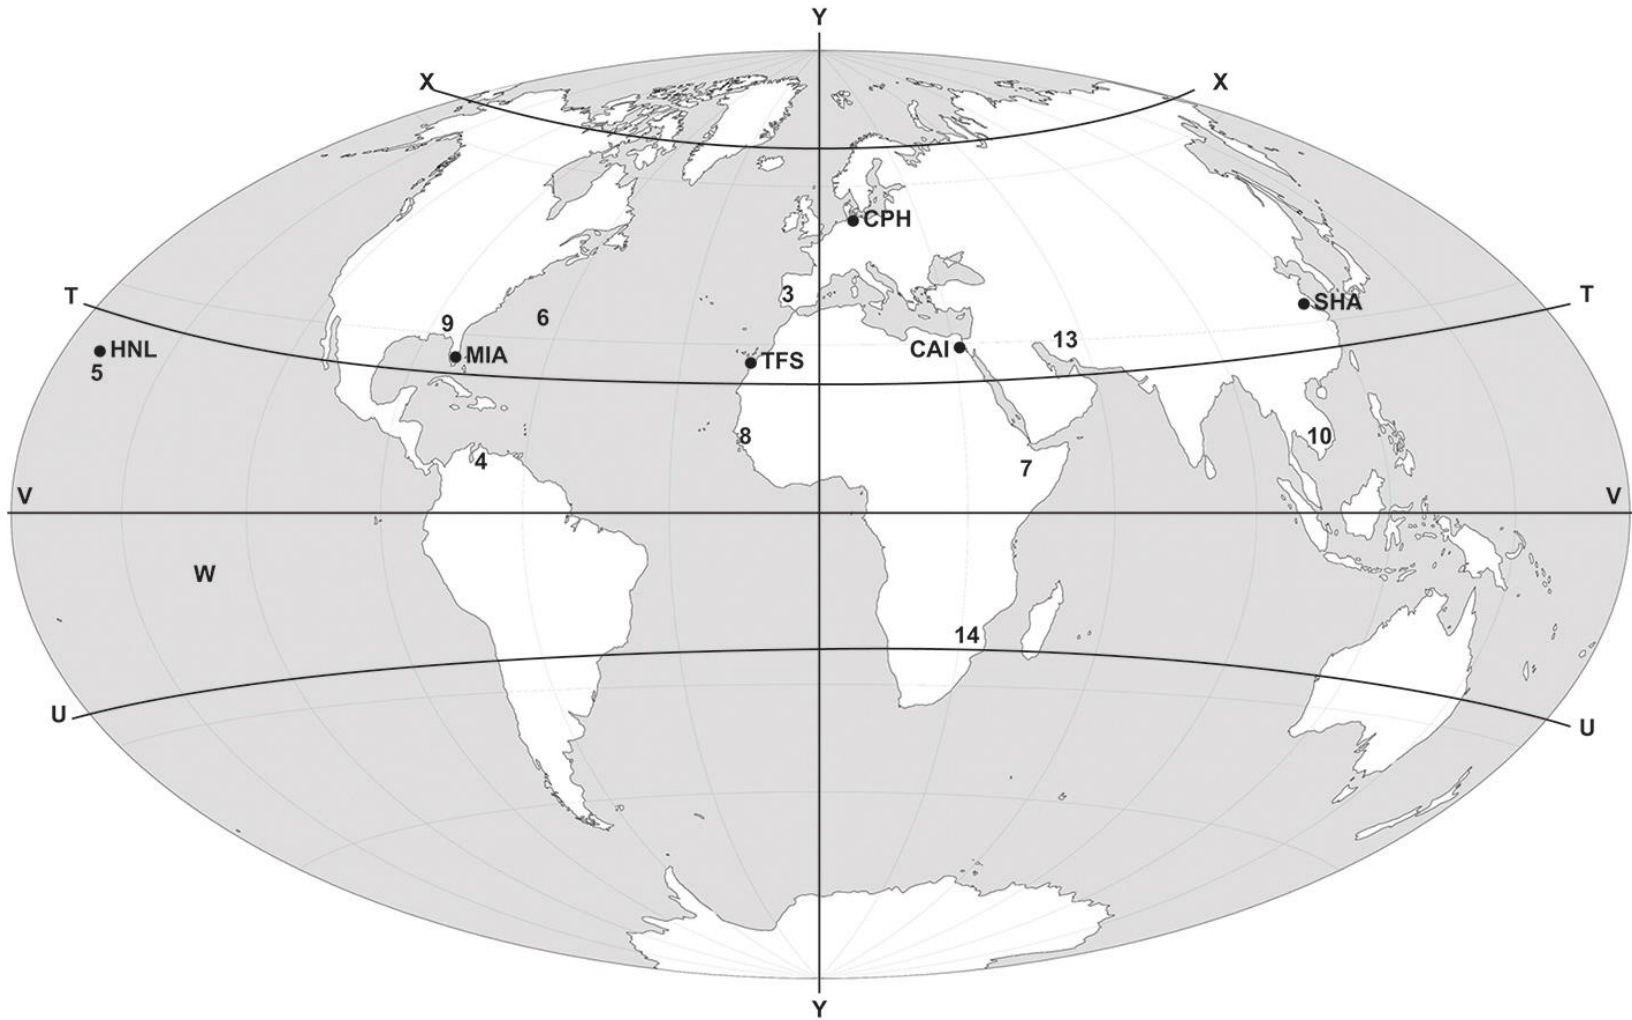 Y
X X
CPH
T T
3 SHA
6
9 13
HNL MIA CAI
5 TFS
8 10
4 7
V V
W
14
U U
Y